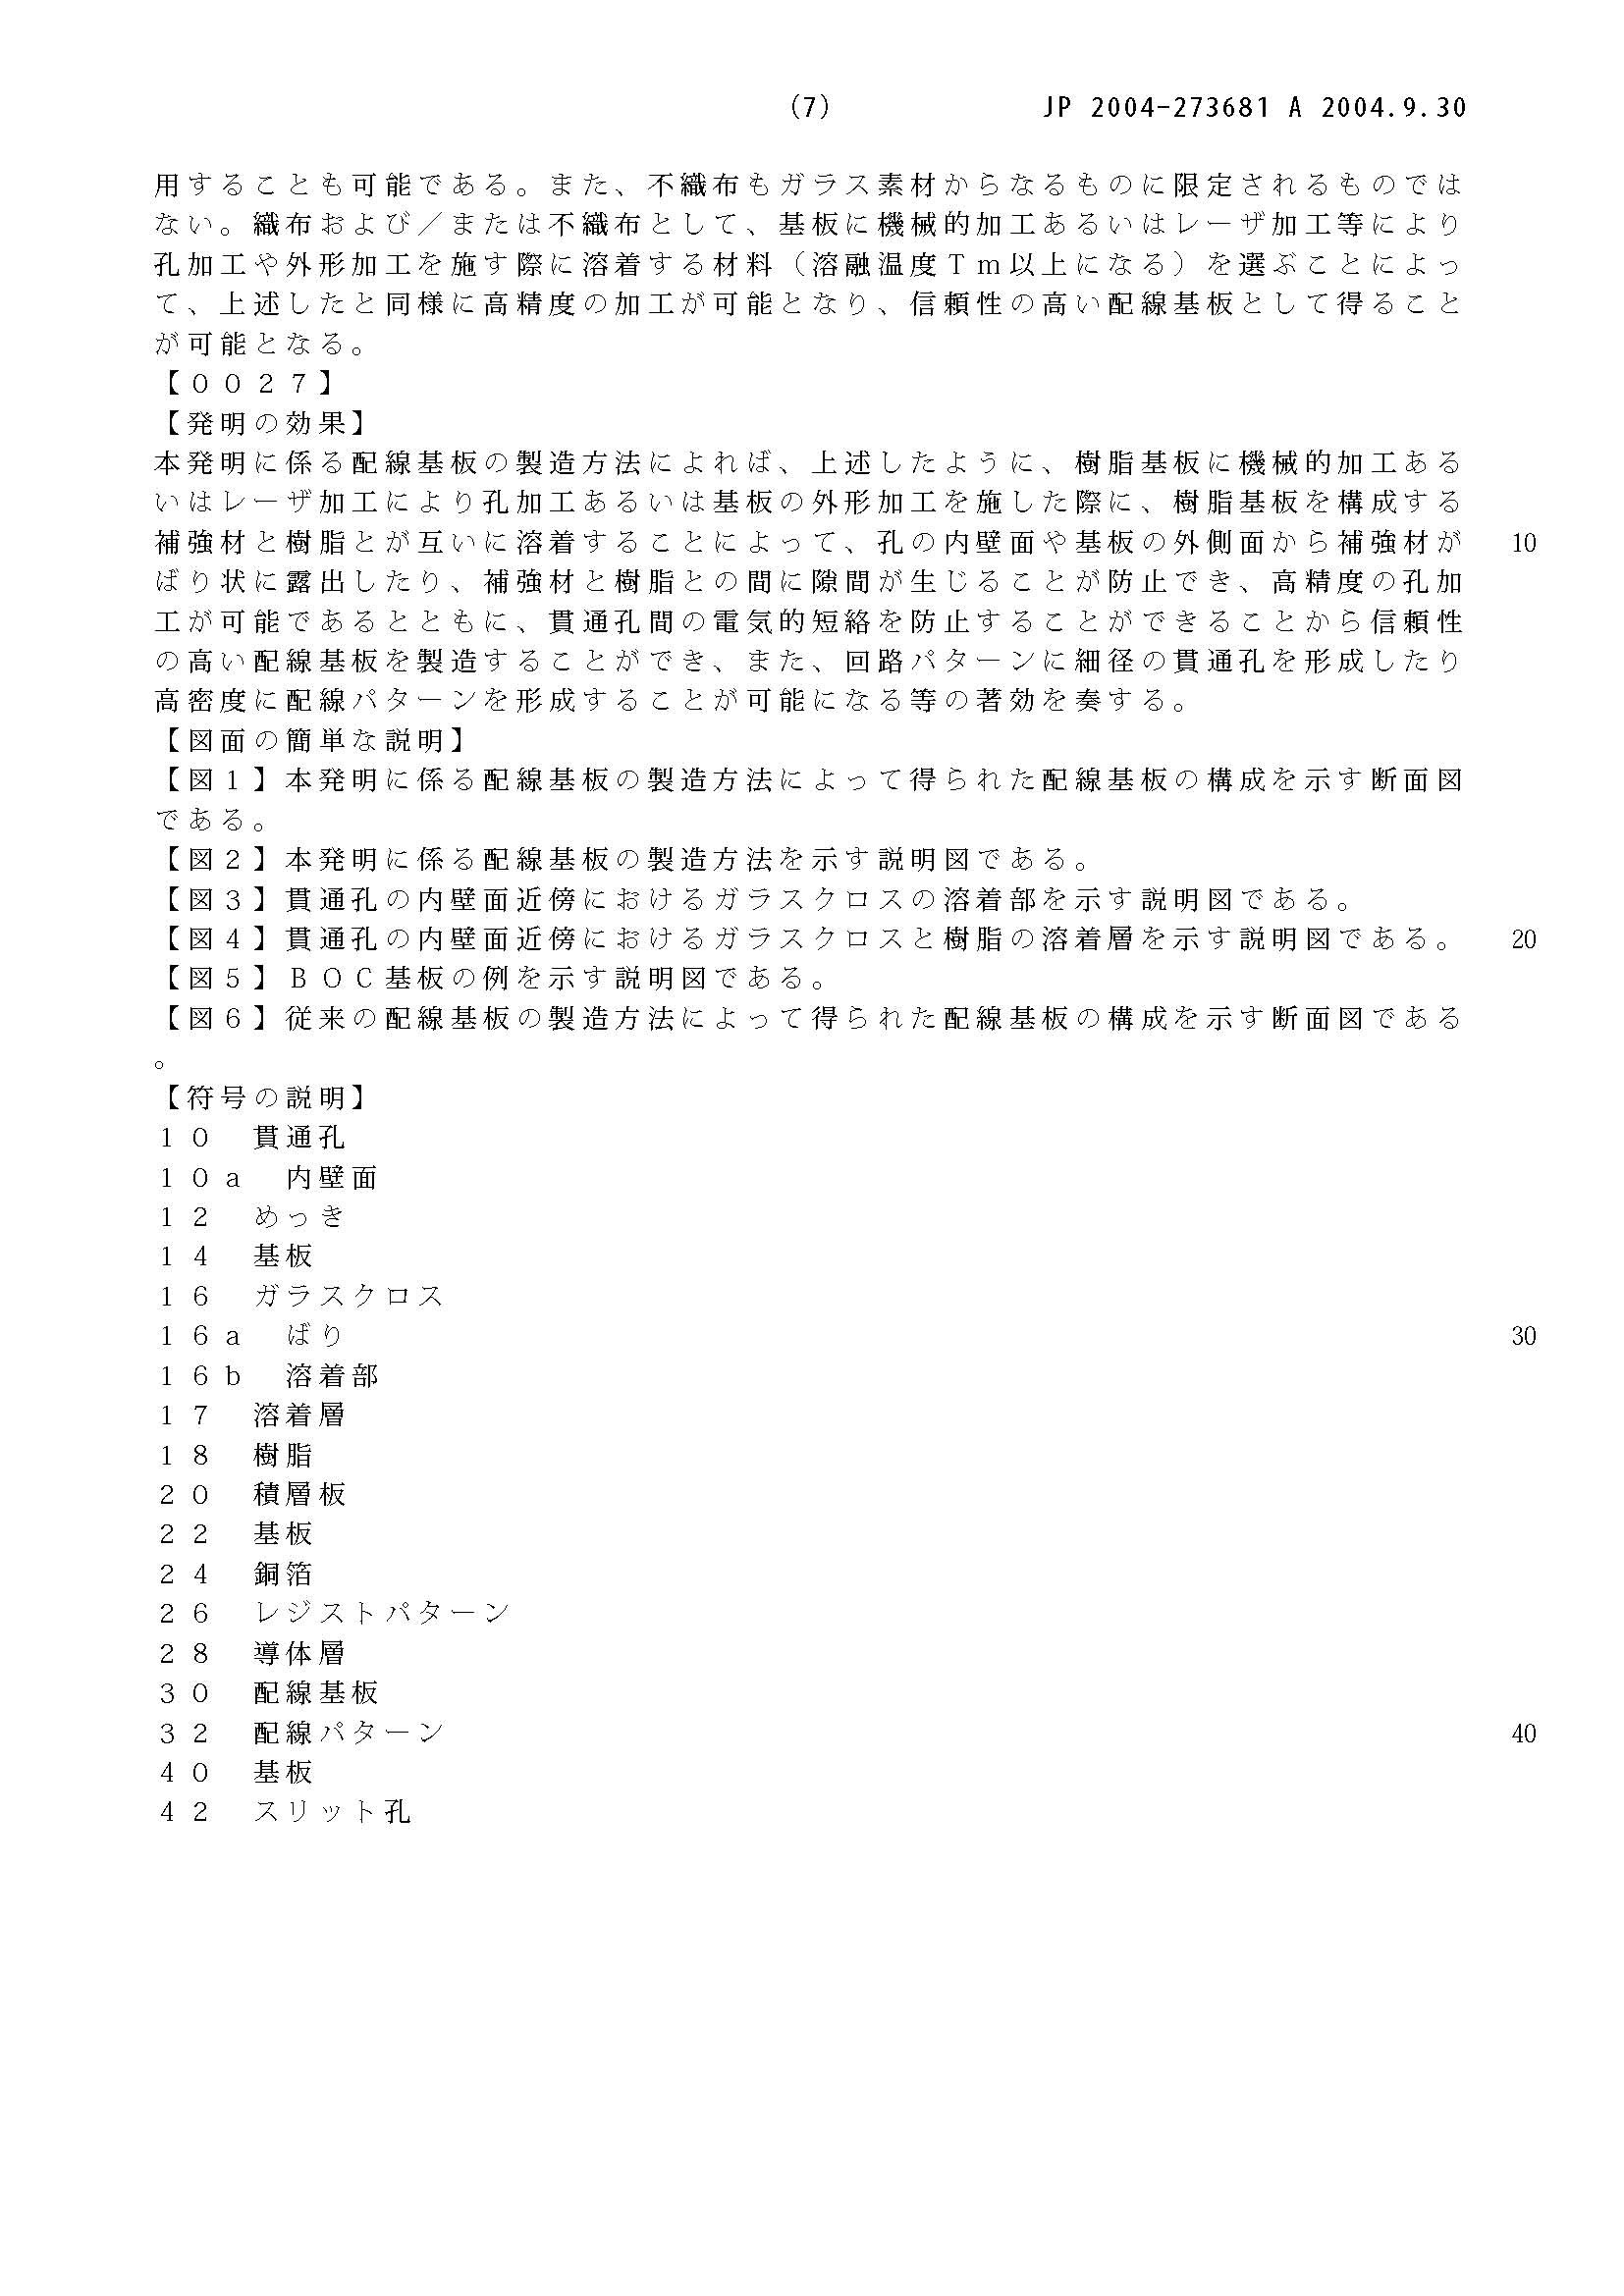 (7)　JP 2004-273681 A 2004.9.30
用することも可能である。また、不織布もガラス素材からなるものに限定されるものでは
ない。織布および／または不織布として、基板に機械的加工あるいはレーザ加工等により
孔加工や外形加工を施す際に溶着する材料（溶融温度Ｔｍ以上になる）を選ぶことによっ
て、上述したと同様に高精度の加工が可能となり、信頼性の高い配線基板として得ること
が可能となる。
【００２７】
【発明の効果】
本発明に係る配線基板の製造方法によれば、上述したように、樹脂基板に機械的加工ある
いはレーザ加工により孔加工あるいは基板の外形加工を施した際に、樹脂基板を構成する
補強材と樹脂とが互いに溶着することによって、孔の内壁面や基板の外側面から補強材が　10
ばり状に露出したり、補強材と樹脂との間に隙間が生じることが防止でき、高精度の孔加
工が可能であるとともに、貫通孔間の電気的短絡を防止することができることから信頼性
の高い配線基板を製造することができ、また、回路パターンに細径の貫通孔を形成したり
高密度に配線パターンを形成することが可能になる等の著効を奏する。
【図面の簡単な説明】
【図１】本発明に係る配線基板の製造方法によって得られた配線基板の構成を示す断面図
である。
【図２】本発明に係る配線基板の製造方法を示す説明図である。
【図３】貫通孔の内壁面近傍におけるガラスクロスの溶着部を示す説明図である。
【図４】貫通孔の内壁面近傍におけるガラスクロスと樹脂の溶着層を示す説明図である。　20
【図５】ＢＯＣ基板の例を示す説明図である。
【図６】従来の配線基板の製造方法によって得られた配線基板の構成を示す断面図である
。
【符号の説明】
１０　貫通孔
１０ａ　内壁面
１２　めっき
１４　基板
１６　ガラスクロス
１６ａ　ばり　30
１６ｂ　溶着部
１７　溶着層
１８　樹脂
２０　積層板
２２　基板
２４　銅箔
２６　レジストパターン
２８　導体層
３０　配線基板
３２　配線パターン　40
４０　基板
４２　スリット孔